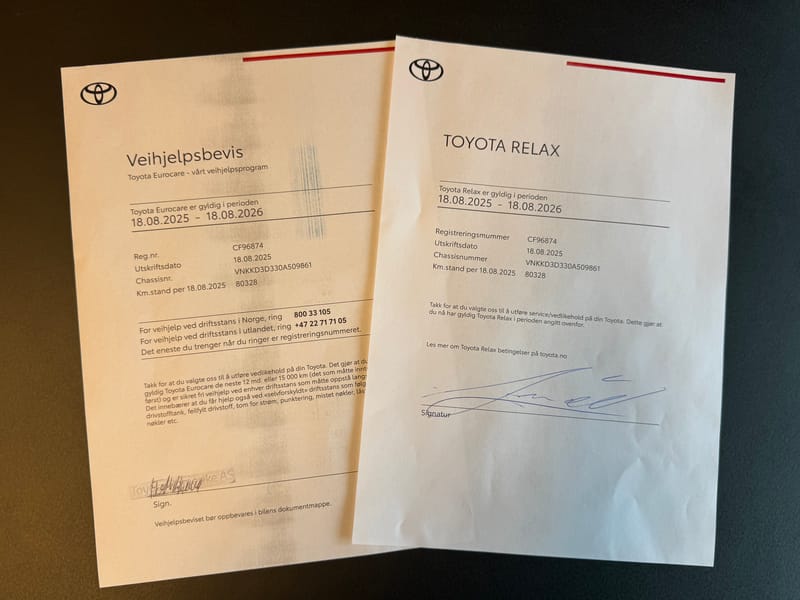 Veihjelpsbevis
Toyota Eurocare - vårt veihjelpsprogram
Toyota Eurocare er gyldig i perioden
18.08.2025 - 18.08.2026
Reg.nr. CF96874
Utskriftsdato 18.08.2025
Chassisnr. VNKKD3D330A509861
Km.stand per 18.08.2025 80328
For veihjelp ved driftsstans i Norge, ring 800 33 105
For veihjelp ved driftsstans i utlandet, ring +47 22 71 71 05
Det eneste du trenger når du ringer er registreringsnummeret.
Takk for at du valgte oss til å utføre vedlikehold på din Toyota. Det gjør at du
gyldig Toyota Eurocare de neste 12 md. eller 15 000 km (det som måtte
først) og er sikret fri veihjelp ved enhver driftsstans som måtte oppstå
Det innebærer at du får hjelp også ved «selvforskyldt» driftsstans som
drivstofftank, feilfylt drivstoff, tom for strøm, punktering, mistet nøkler,
nøkler etc.
AS
Sign.
Veihjelpsbeviset bør oppbevares i bilens dokumentmappe.
TOYOTA RELAX
Toyota Relax er gyldig i perioden
18.08.2025 - 18.08.2026
Registreringsnummer CF96874
Utskriftsdato 18.08.2025
Chassisnummer VNKKD3D330A509861
Km.stand per 18.08.2025 80328
Takk for at du valgte oss til å utføre service/vedlikehold på din Toyota. Dette gjør at
du nå har gyldig Toyota Relax i perioden angitt ovenfor.
Les mer om Toyota Relax betingelser på toyota.no
Signatur